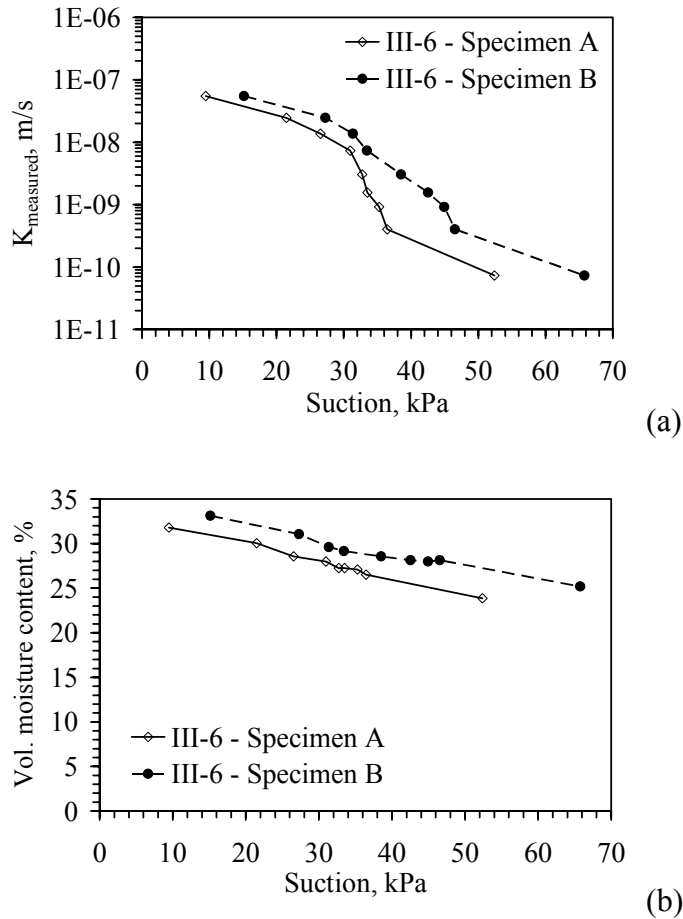 1E-06
1E-07
1E-08
1E-09
1E-10
1E-11
K measured, m/s
III-6 - Specimen A
III-6 - Specimen B
0 10 20 30 40 50 60 70
Suction, kPa
(a)
35
30
25
20
15
10
5
0
Vol. moisture content, %
III-6 - Specimen A
III-6 - Specimen B
0 10 20 30 40 50 60 70
Suction, kPa
(b)